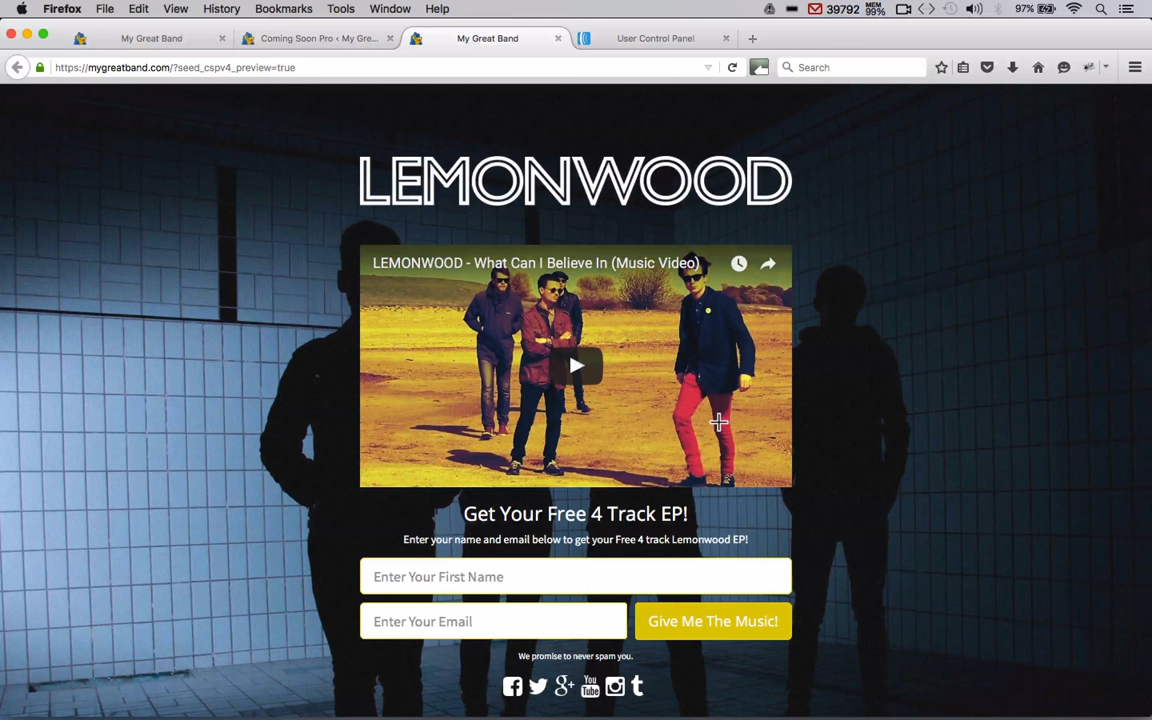 Firefox File Edit View History Bookmarks Tools Window Help 39792 MEM 99% 97%
My Great Band Coming Soon Pro ‹ My Gre... My Great Band User Control Panel
https://mygreatband.com/?seed_cspv4_preview=true Search
LEMONWOOD
LEMONWOOD - What Can I Believe In (Music Video)
Get Your Free 4 Track EP!
Enter your name and email below to get your Free 4 track Lemonwood EP!
Enter Your First Name
Enter Your Email Give Me The Music!
We promise to never spam you.
You Tube